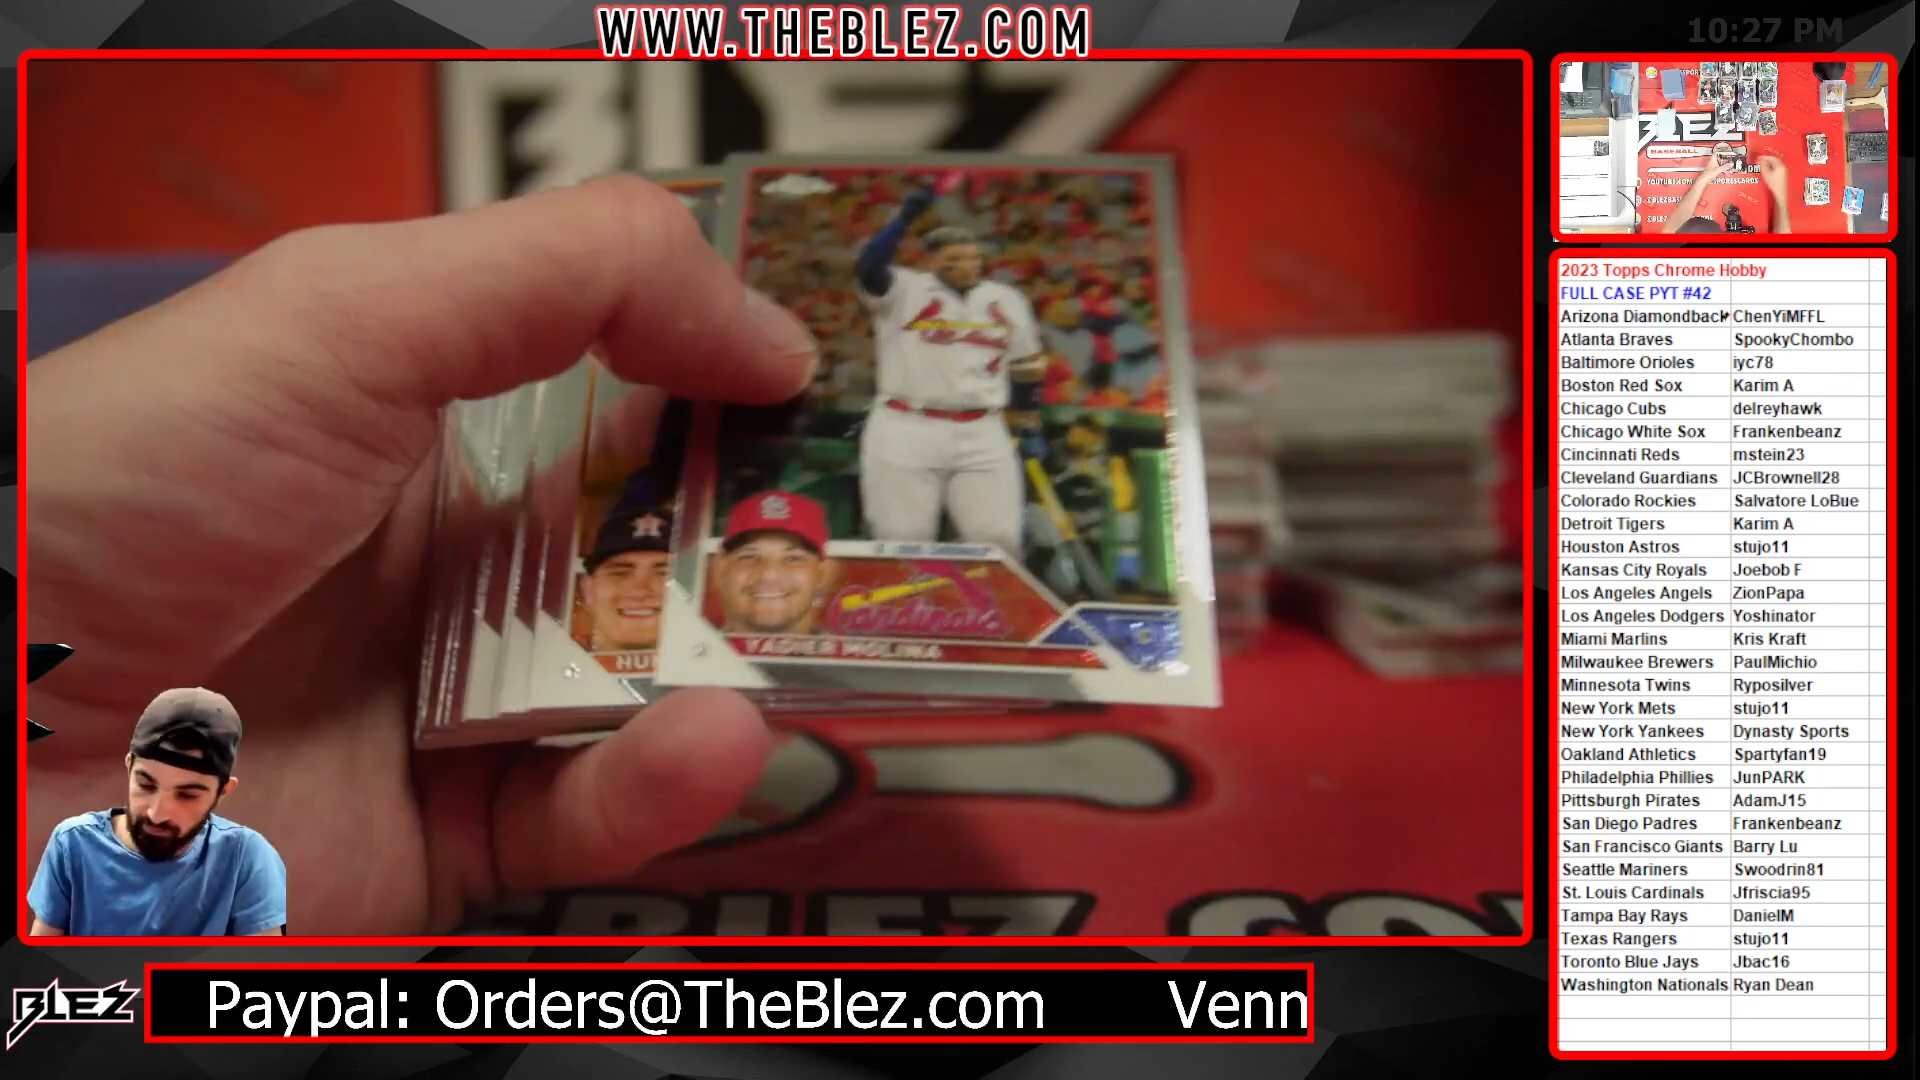 WWW.THEBLEZ.COM
10:27 PM
BLEZ
YADIER MOLINA
Cardinals
HUN
BASEBALL
2023 Topps Chrome Hobby
FULL CASE PYT #42
Arizona Diamondback ChenYiMFFL
Atlanta Braves SpookyChombo
Baltimore Orioles iyc78
Boston Red Sox Karim A
Chicago Cubs delreyhawk
Chicago White Sox Frankenbeanz
Cincinnati Reds mstein23
Cleveland Guardians JCBrownell28
Colorado Rockies Salvatore LoBue
Detroit Tigers Karim A
Houston Astros stujo11
Kansas City Royals Joebob F
Los Angeles Angels ZionPapa
Los Angeles Dodgers Yoshinator
Miami Marlins Kris Kraft
Milwaukee Brewers PaulMichio
Minnesota Twins Ryposilver
New York Mets stujo11
New York Yankees Dynasty Sports
Oakland Athletics Spartyfan19
Philadelphia Phillies JunPARK
Pittsburgh Pirates AdamJ15
San Diego Padres Frankenbeanz
San Francisco Giants Barry Lu
Seattle Mariners Swoodrin81
St. Louis Cardinals Jfriscia95
Tampa Bay Rays DanielM
Texas Rangers stujo11
Toronto Blue Jays Jbac16
Washington Nationals Ryan Dean
BLEZ
Paypal: Orders@TheBlez.com Venm